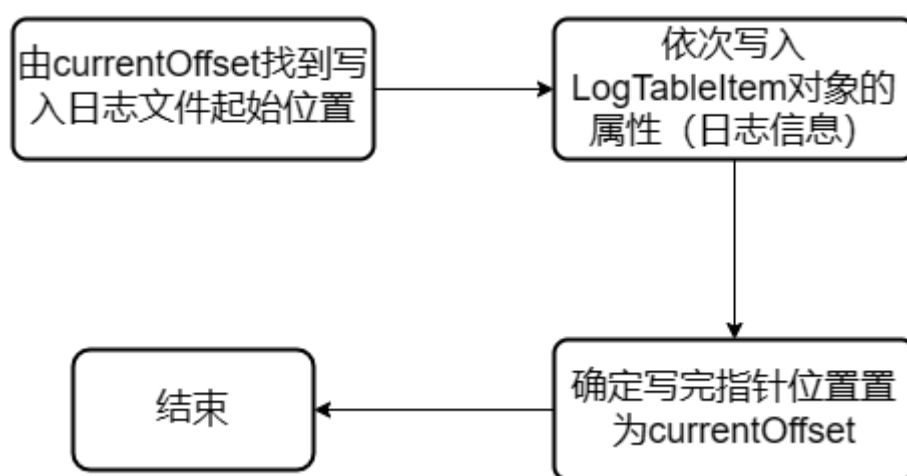 由currentOffset找到写
入日志文件起始位置
依次写入
LogTableItem对象的
属性（日志信息）
确定写完指针位置置
为currentOffset
结束